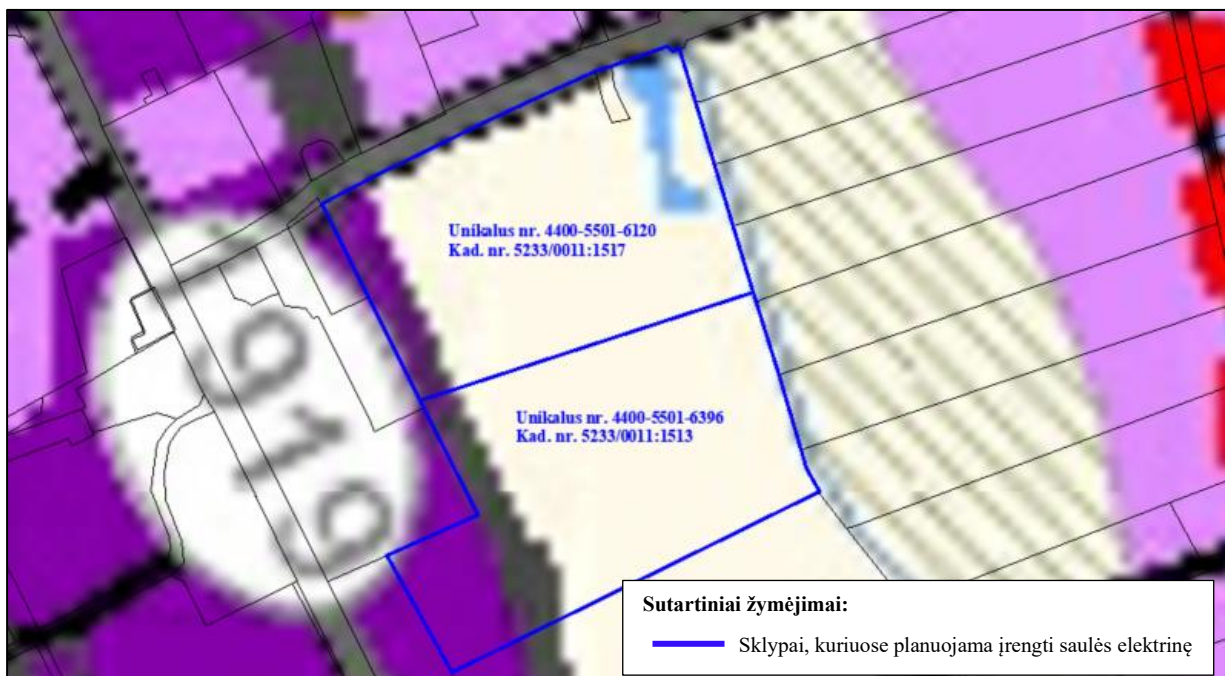 Unikalus nr. 4400-5501-6120
Kad. nr. 5233/0011:1517
1919
Unikalus nr. 4400-5501-6396
Kad. nr. 5233/0011:1513
Sutartiniai žymėjimai:
Sklypai, kuriuose planuojama įrengti saulės elektrinę